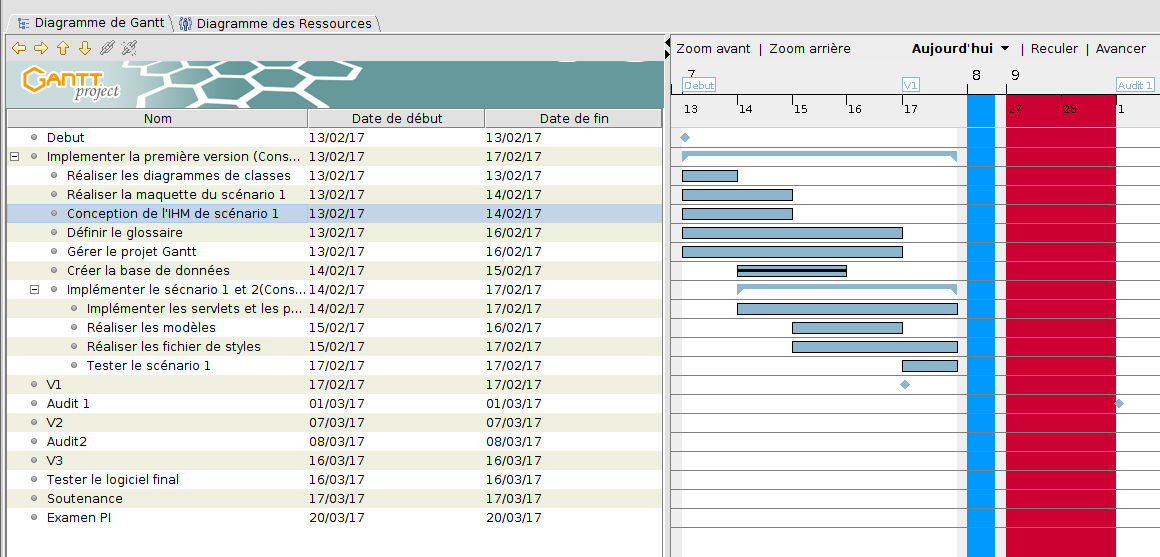 Diagramme de Gantt Diagramme des Ressources
Zoom avant | Zoom arrière Aujourd'hui | Reculer | Avancer
GANTT project
7 8 9
Debut V1 Audit 1
Nom Date de début Date de fin
13 14 15 16 17 27 28 1
Debut 13/02/17 13/02/17
Implementer la première version (Cons... 13/02/17 17/02/17
Réaliser les diagrammes de classes 13/02/17 13/02/17
Réaliser la maquette du scénario 1 13/02/17 14/02/17
Conception de l'IHM de scénario 1 13/02/17 14/02/17
Définir le glossaire 13/02/17 16/02/17
Gérer le projet Gantt 13/02/17 16/02/17
Créer la base de données 14/02/17 15/02/17
Implémenter le sécnario 1 et 2(Cons... 14/02/17 17/02/17
Implémenter les servlets et les p... 14/02/17 17/02/17
Réaliser les modèles 15/02/17 16/02/17
Réaliser les fichier de styles 15/02/17 17/02/17
Tester le scénario 1 17/02/17 17/02/17
V1 17/02/17 17/02/17
Audit 1 01/03/17 01/03/17
V2 07/03/17 07/03/17
Audit2 08/03/17 08/03/17
V3 16/03/17 16/03/17
Tester le logiciel final 16/03/17 16/03/17
Soutenance 17/03/17 17/03/17
Examen PI 20/03/17 20/03/17